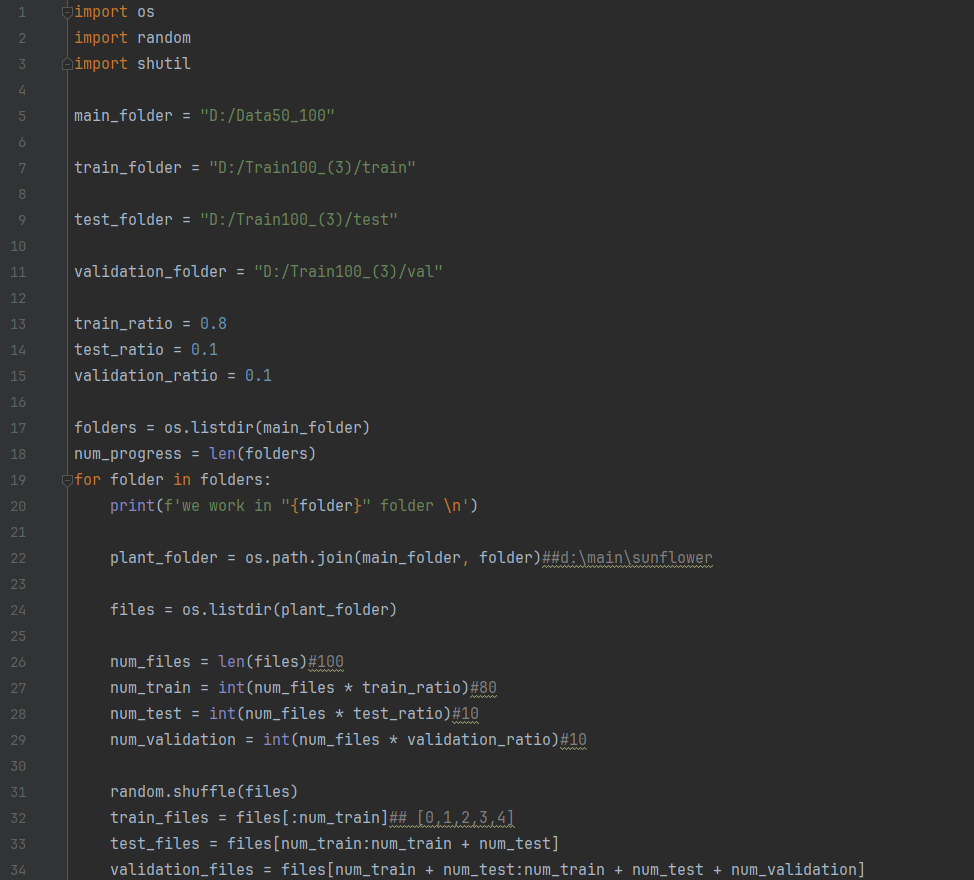 1 import os
2 import random
3 import shutil
4
5 main_folder = "D:/Data50_100"
6
7 train_folder = "D:/Train100_(3)/train"
8
9 test_folder = "D:/Train100_(3)/test"
10
11 validation_folder = "D:/Train100_(3)/val"
12
13 train_ratio = 0.8
14 test_ratio = 0.1
15 validation_ratio = 0.1
16
17 folders = os.listdir(main_folder)
18 num_progress = len(folders)
19 for folder in folders:
20     print(f'we work in "{folder}" folder \n')
21
22     plant_folder = os.path.join(main_folder, folder)##d:\main\sunflower
23
24     files = os.listdir(plant_folder)
25
26     num_files = len(files)#100
27     num_train = int(num_files * train_ratio)#80
28     num_test = int(num_files * test_ratio)#10
29     num_validation = int(num_files * validation_ratio)#10
30
31     random.shuffle(files)
32     train_files = files[:num_train]## [0,1,2,3,4]
33     test_files = files[num_train:num_train + num_test]
34     validation_files = files[num_train + num_test:num_train + num_test + num_validation]